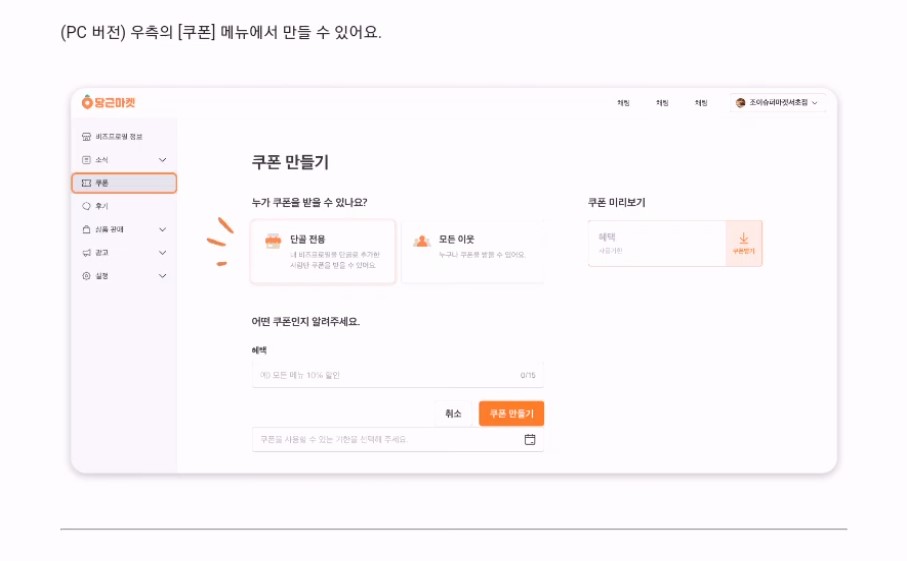 (PC 버전) 우측의 [쿠폰] 메뉴에서 만들 수 있어요.
당근마켓
채팅 채팅 채팅 조이슈퍼마켓서초점
비즈프로필 정보
소식
쿠폰
후기
상품 판매
광고
설정
쿠폰 만들기
누가 쿠폰을 받을 수 있나요?
단골 전용
내 비즈프로필을 단골로 추가한
사람만 쿠폰을 받을 수 있어요.
모든 이웃
누구나 쿠폰을 받을 수 있어요.
쿠폰 미리보기
혜택
사용기한
쿠폰받기
어떤 쿠폰인지 알려주세요.
혜택
예) 모든 메뉴 10% 할인 0/15
취소 쿠폰 만들기
쿠폰을 사용할 수 있는 기한을 선택해 주세요.